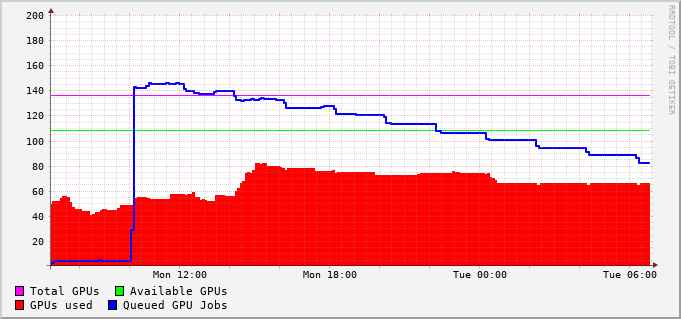 200
180
160
140
120
100
80
60
40
20
Mon 12:00 Mon 18:00 Tue 00:00 Tue 06:00
Total GPUs Available GPUs
GPUs used Queued GPU Jobs
RRDTOOL / TOBI OETIKER